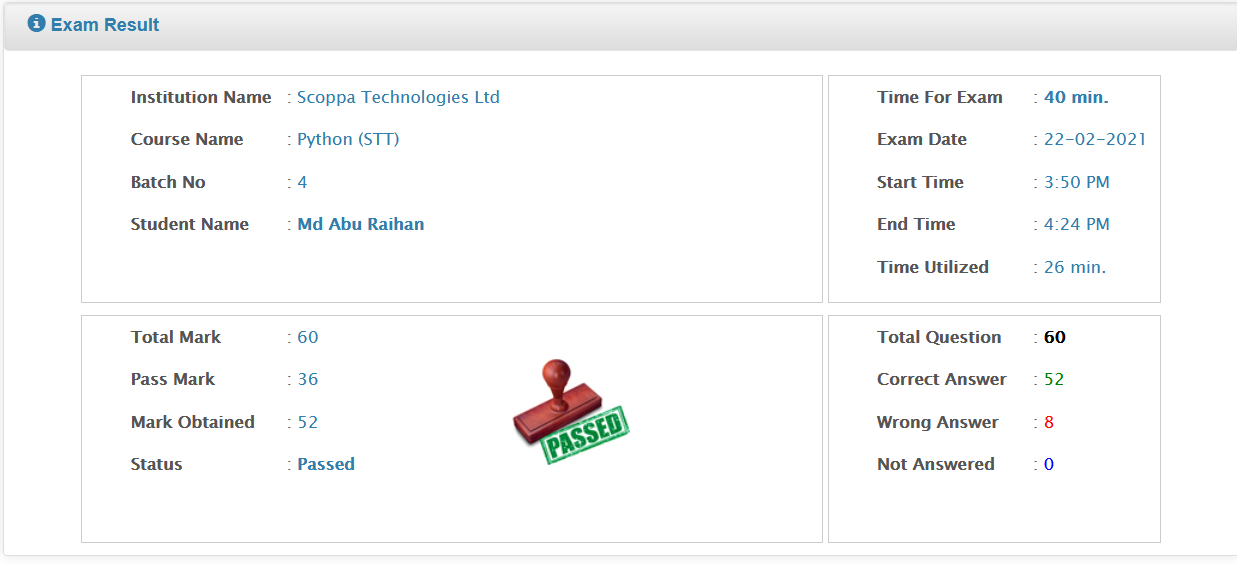 Exam Result
Institution Name : Scoppa Technologies Ltd
Course Name : Python (STT)
Batch No : 4
Student Name : Md Abu Raihan
Time For Exam : 40 min.
Exam Date : 22-02-2021
Start Time : 3:50 PM
End Time : 4:24 PM
Time Utilized : 26 min.
Total Mark : 60
Pass Mark : 36
Mark Obtained : 52
Status : Passed
PASSED
Total Question : 60
Correct Answer : 52
Wrong Answer : 8
Not Answered : 0